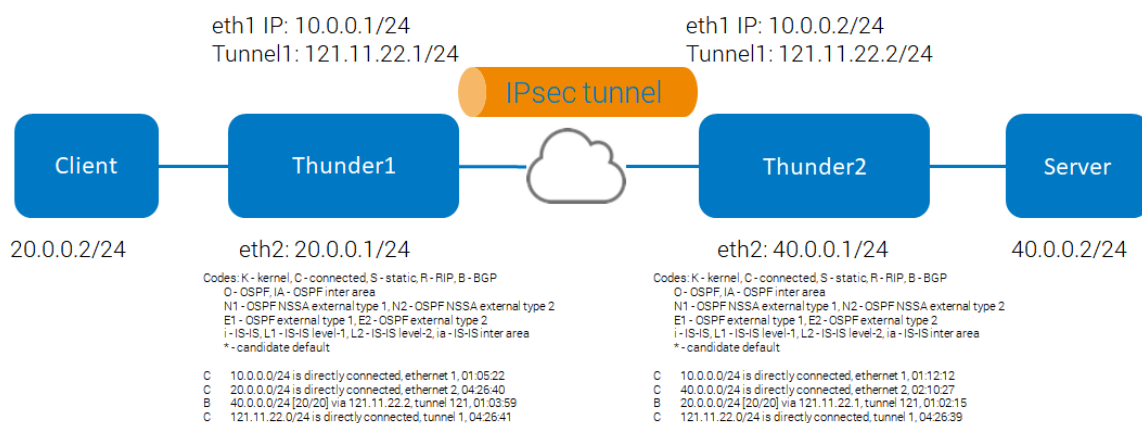 eth1 IP: 10.0.0.1/24
Tunnel1: 121.11.22.1/24
eth1 IP: 10.0.0.2/24
Tunnel1: 121.11.22.2/24
IPsec tunnel
Client
Thunder1
Thunder2
Server
20.0.0.2/24
eth2: 20.0.0.1/24
eth2: 40.0.0.1/24
40.0.0.2/24
Codes: K - kernel, C - connected, S - static, R - RIP, B - BGP
O - OSPF, IA - OSPF inter area
N1 - OSPF NSSA external type 1, N2 - OSPF NSSA external type 2
E1 - OSPF external type 1, E2 - OSPF external type 2
i - IS-IS, L1 - IS-IS level-1, L2 - IS-IS level-2, ia - IS-IS inter area
* - candidate default
C 10.0.0.0/24 is directly connected, ethernet 1, 01:05:22
C 20.0.0.0/24 is directly connected, ethernet 2, 04:26:40
B 40.0.0.0/24 [20/20] via 121.11.22.2, tunnel 121, 01:03:59
C 121.11.22.0/24 is directly connected, tunnel 1, 04:26:41
Codes: K - kernel, C - connected, S - static, R - RIP, B - BGP
O - OSPF, IA - OSPF inter area
N1 - OSPF NSSA external type 1, N2 - OSPF NSSA external type 2
E1 - OSPF external type 1, E2 - OSPF external type 2
i - IS-IS, L1 - IS-IS level-1, L2 - IS-IS level-2, ia - IS-IS inter area
* - candidate default
C 10.0.0.0/24 is directly connected, ethernet 1, 01:12:12
C 40.0.0.0/24 is directly connected, ethernet 2, 02:10:27
B 20.0.0.0/24 [20/20] via 121.11.22.1, tunnel 121, 01:02:15
C 121.11.22.0/24 is directly connected, tunnel 1, 04:26:39